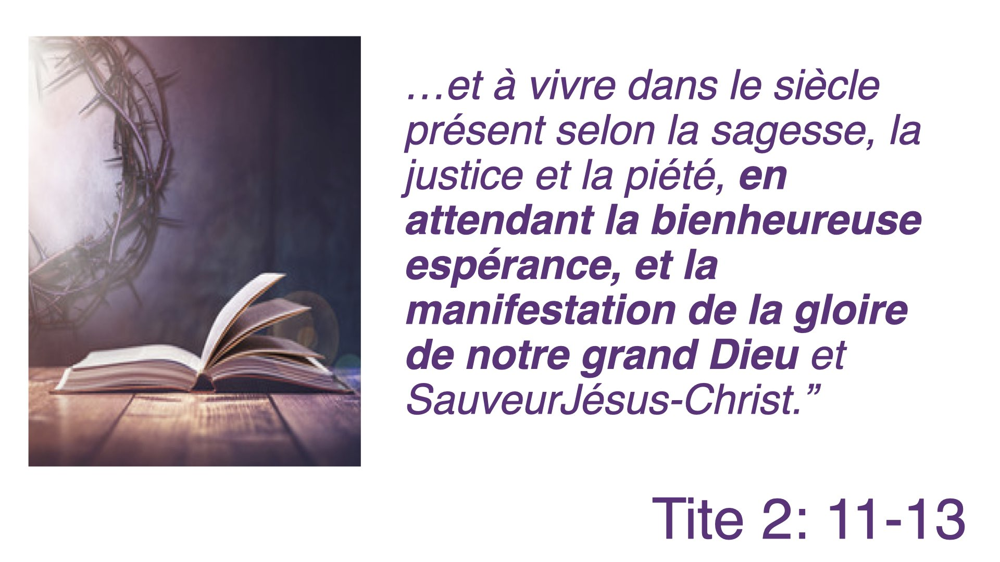 …et à vivre dans le siècle
présent selon la sagesse, la
justice et la piété, en
attendant la bienheureuse
espérance, et la
manifestation de la gloire
de notre grand Dieu et
SauveurJésus-Christ.”
Tite 2: 11-13